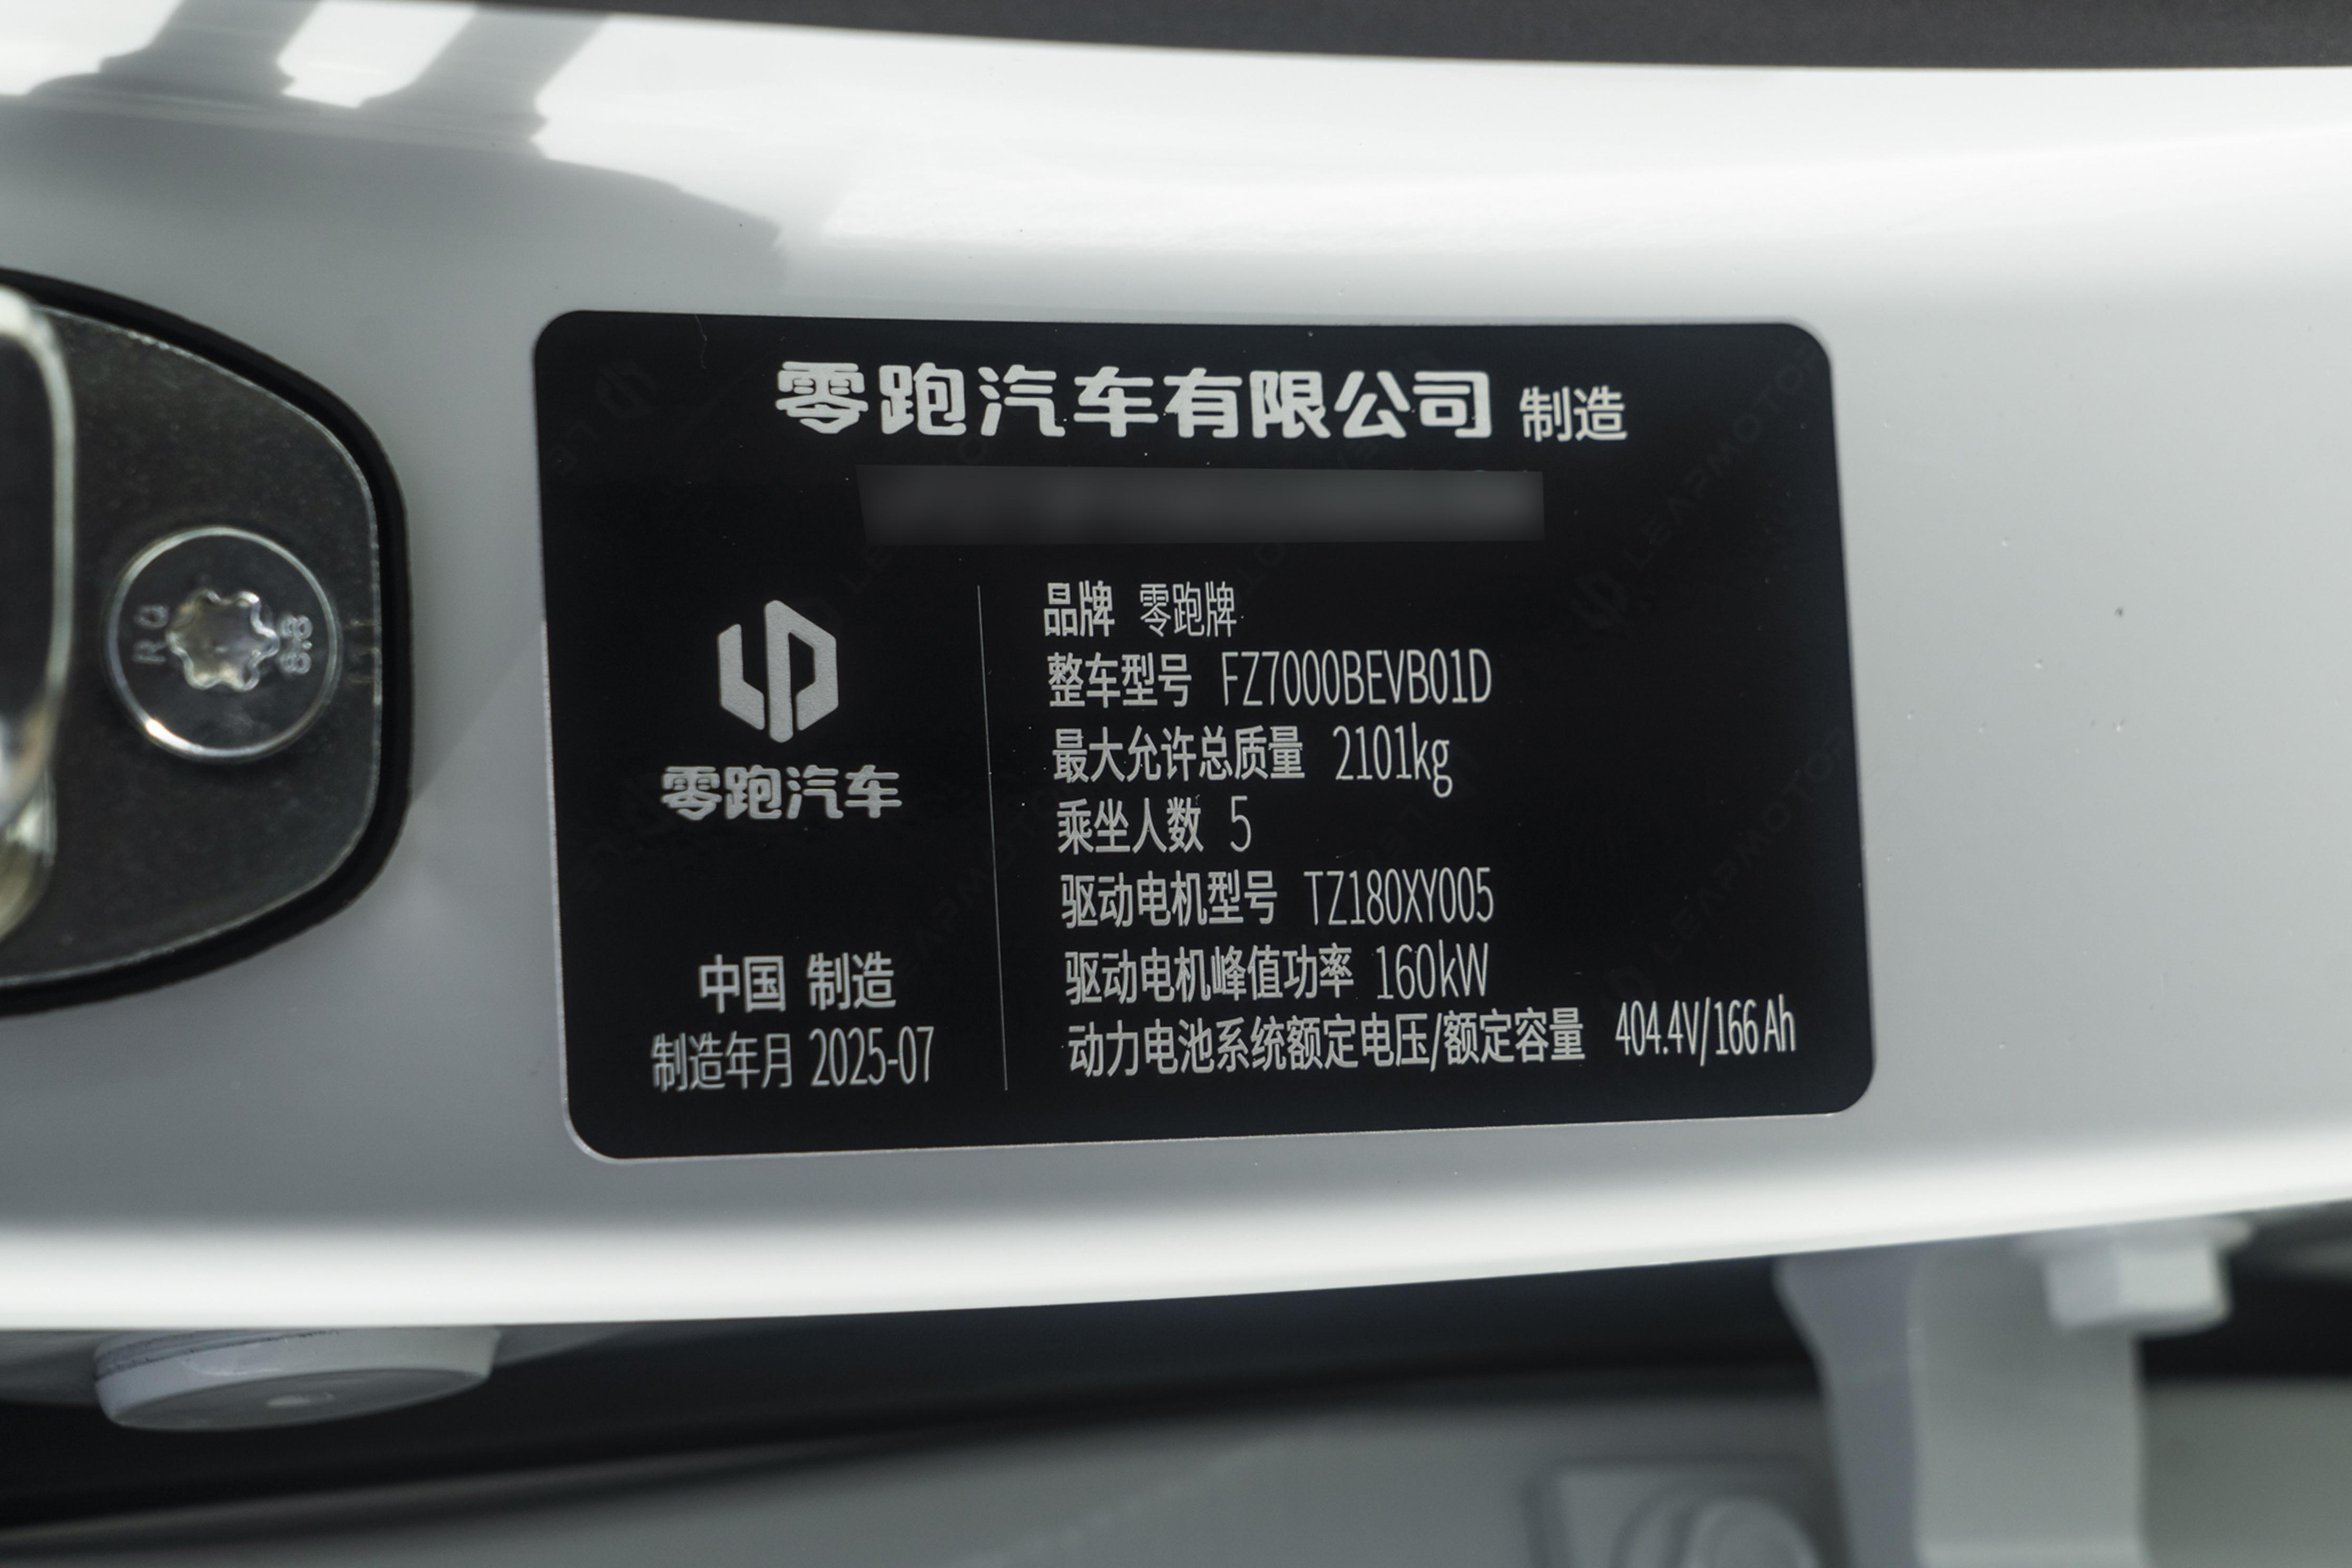 零跑汽车有限公司 制造
零跑汽车
中国 制造
制造年月 2025-07
品牌 零跑牌
整车型号 FZ7000BEVB01D
最大允许总质量 2101kg
乘坐人数 5
驱动电机型号 TZ180XY005
驱动电机峰值功率 160kW
动力电池系统额定电压/额定容量 404.4V/166Ah
8.8
LEAPMOTOR